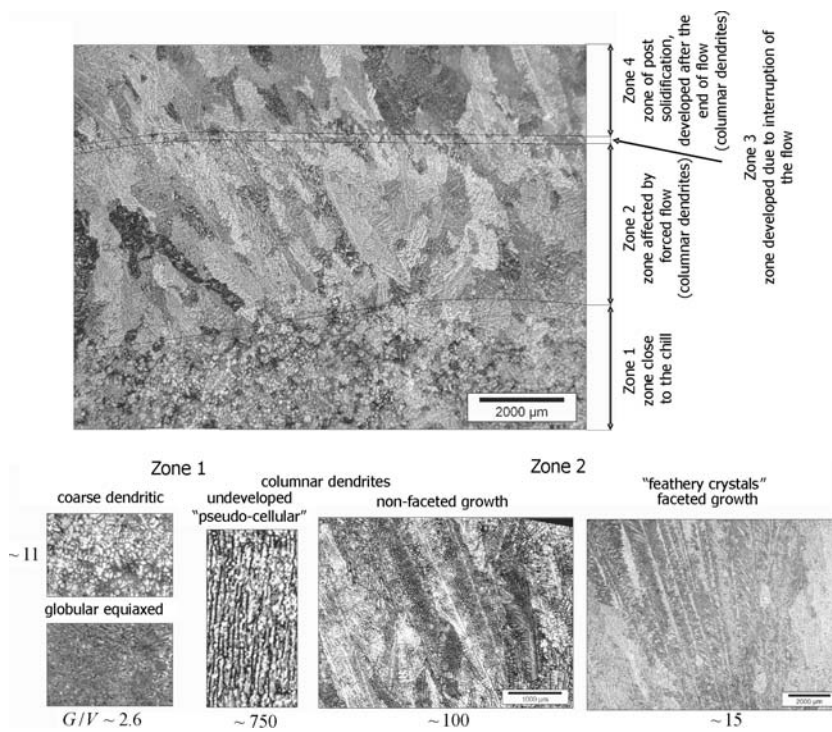 Zone 4
zone of post
solidification,
developed after the
end of flow
(columnar dendrites)
Zone 3
zone developed due to interruption of
the flow
Zone 2
zone affected by
forced flow
(columnar dendrites)
Zone 1
zone close
to the chill
2000 µm
Zone 1
columnar dendrites
Zone 2
coarse dendritic
undeveloped
"pseudo-cellular"
non-faceted growth
"feathery crystals"
faceted growth
~ 11
globular equiaxed
1000 µm
2000 µm
G/V ~ 2.6
~ 750
~ 100
~ 15